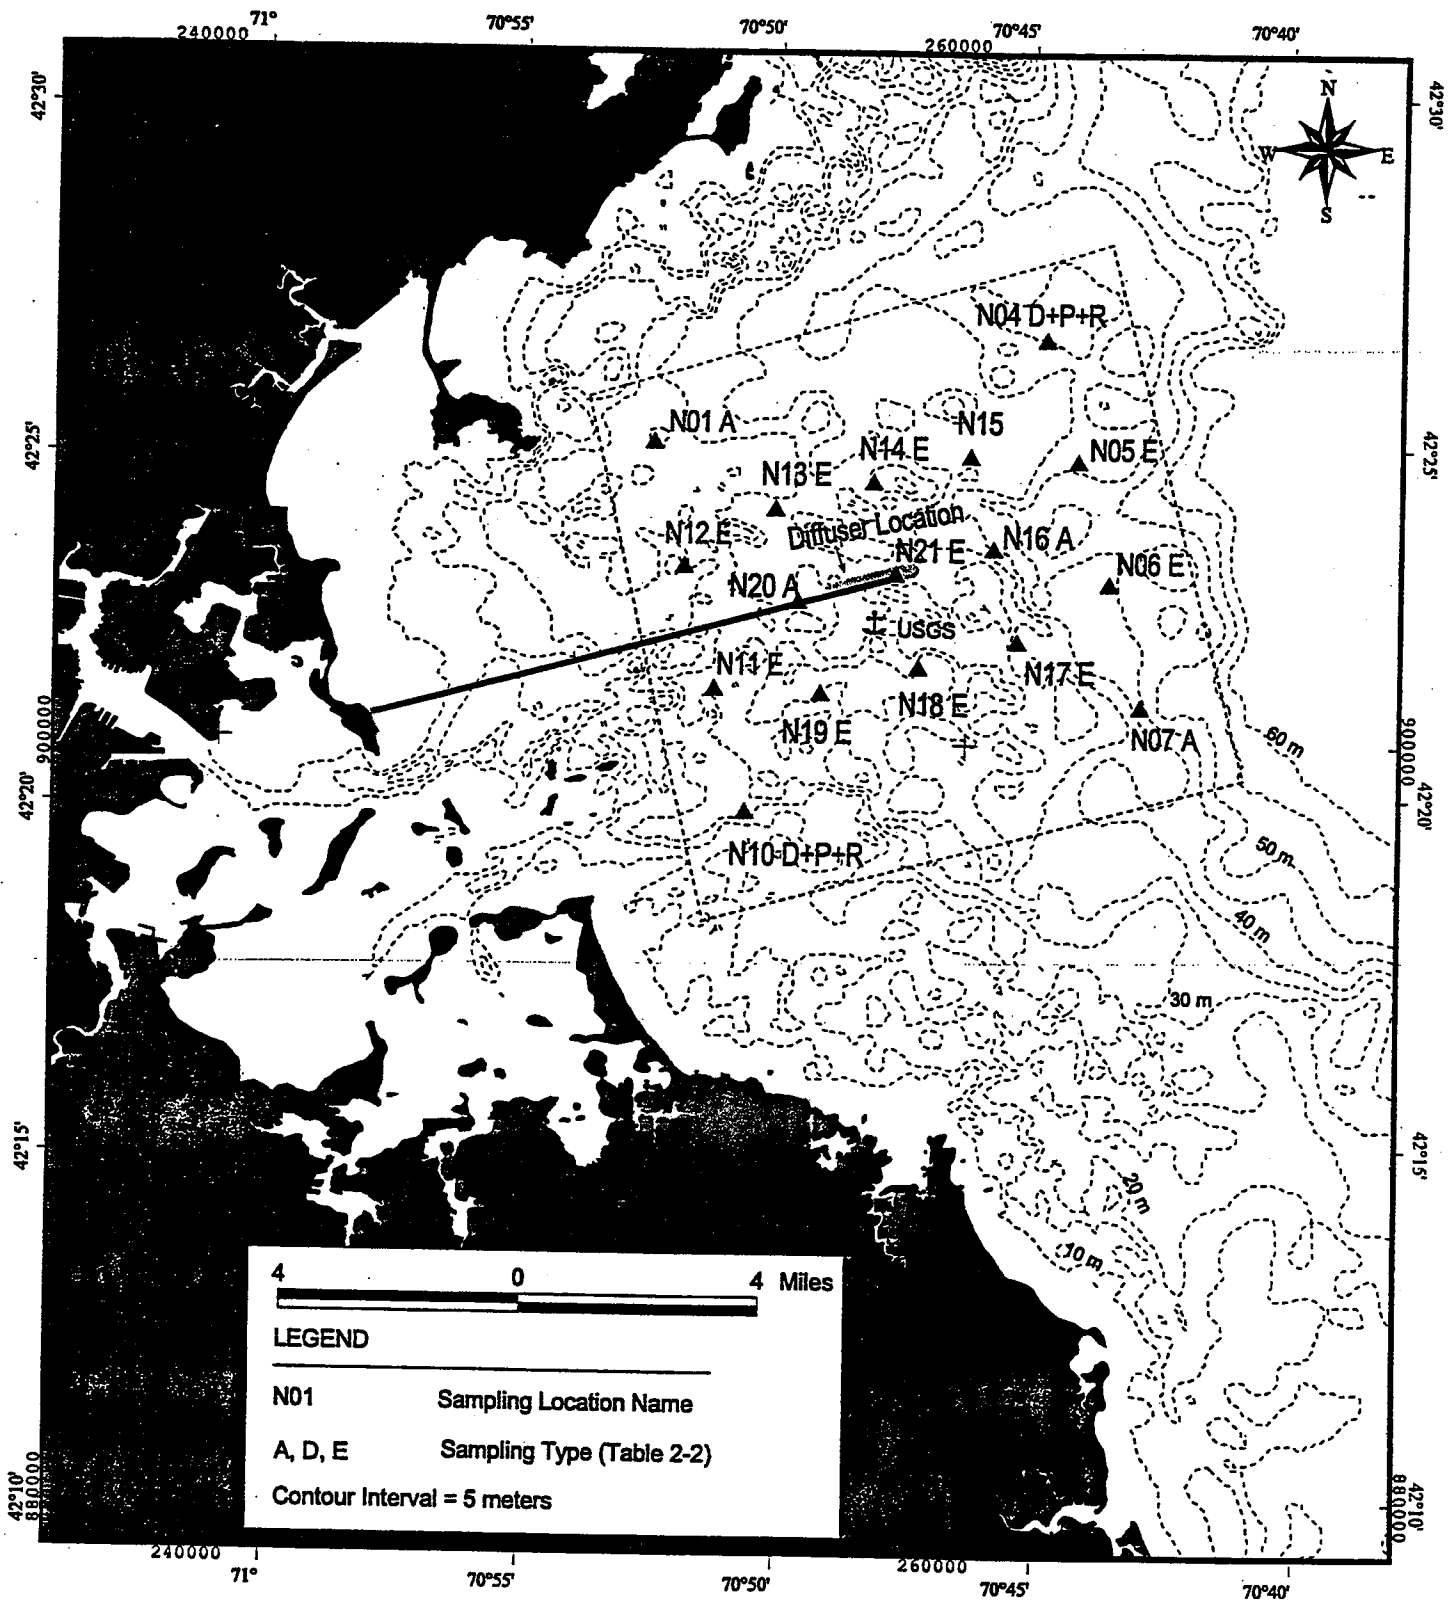 71° 70°55' 70°50' 70°45' 70°40'
240000 260000
42°30' 42°30'
N
W E
S
N04 D+P+R
N01 A
N15
N14 E
N05 E
42°25' 42°25'
N13 E
Diffuser Location
N12 E
N16 A
N21 E
N06 E
N20 A
USGS
N11 E
N17 E
N18 E
N19 E
N07 A
900000 900000
60 m
42°20' 42°20'
N10 D+P+R
50 m
40 m
30 m
42°15' 42°15'
20 m
10 m
4 0 4 Miles
LEGEND
N01 Sampling Location Name
A, D, E Sampling Type (Table 2-2)
Contour Interval = 5 meters
42°10' 42°10'
880000 880000
240000 260000
71° 70°55' 70°50' 70°45' 70°40'